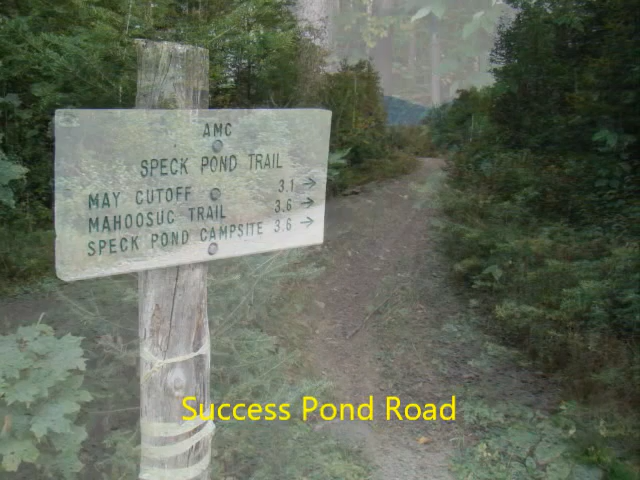 AMC
SPECK POND TRAIL
MAY CUTOFF 3.1 →
MAHOOSUC TRAIL 3.6 →
SPECK POND CAMPSITE 3.6 →
Success Pond Road